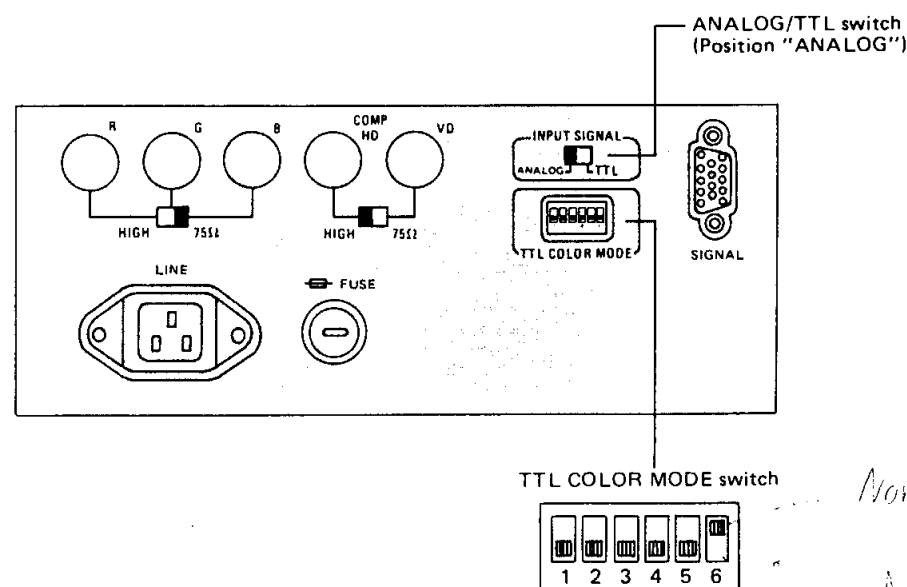 ANALOG/TTL switch
(Position "ANALOG")
R G B COMP HD VD
INPUT SIGNAL
ANALOG TTL
HIGH 75Ω
HIGH 75Ω
TTL COLOR MODE
SIGNAL
LINE
FUSE
TTL COLOR MODE switch
1 2 3 4 5 6